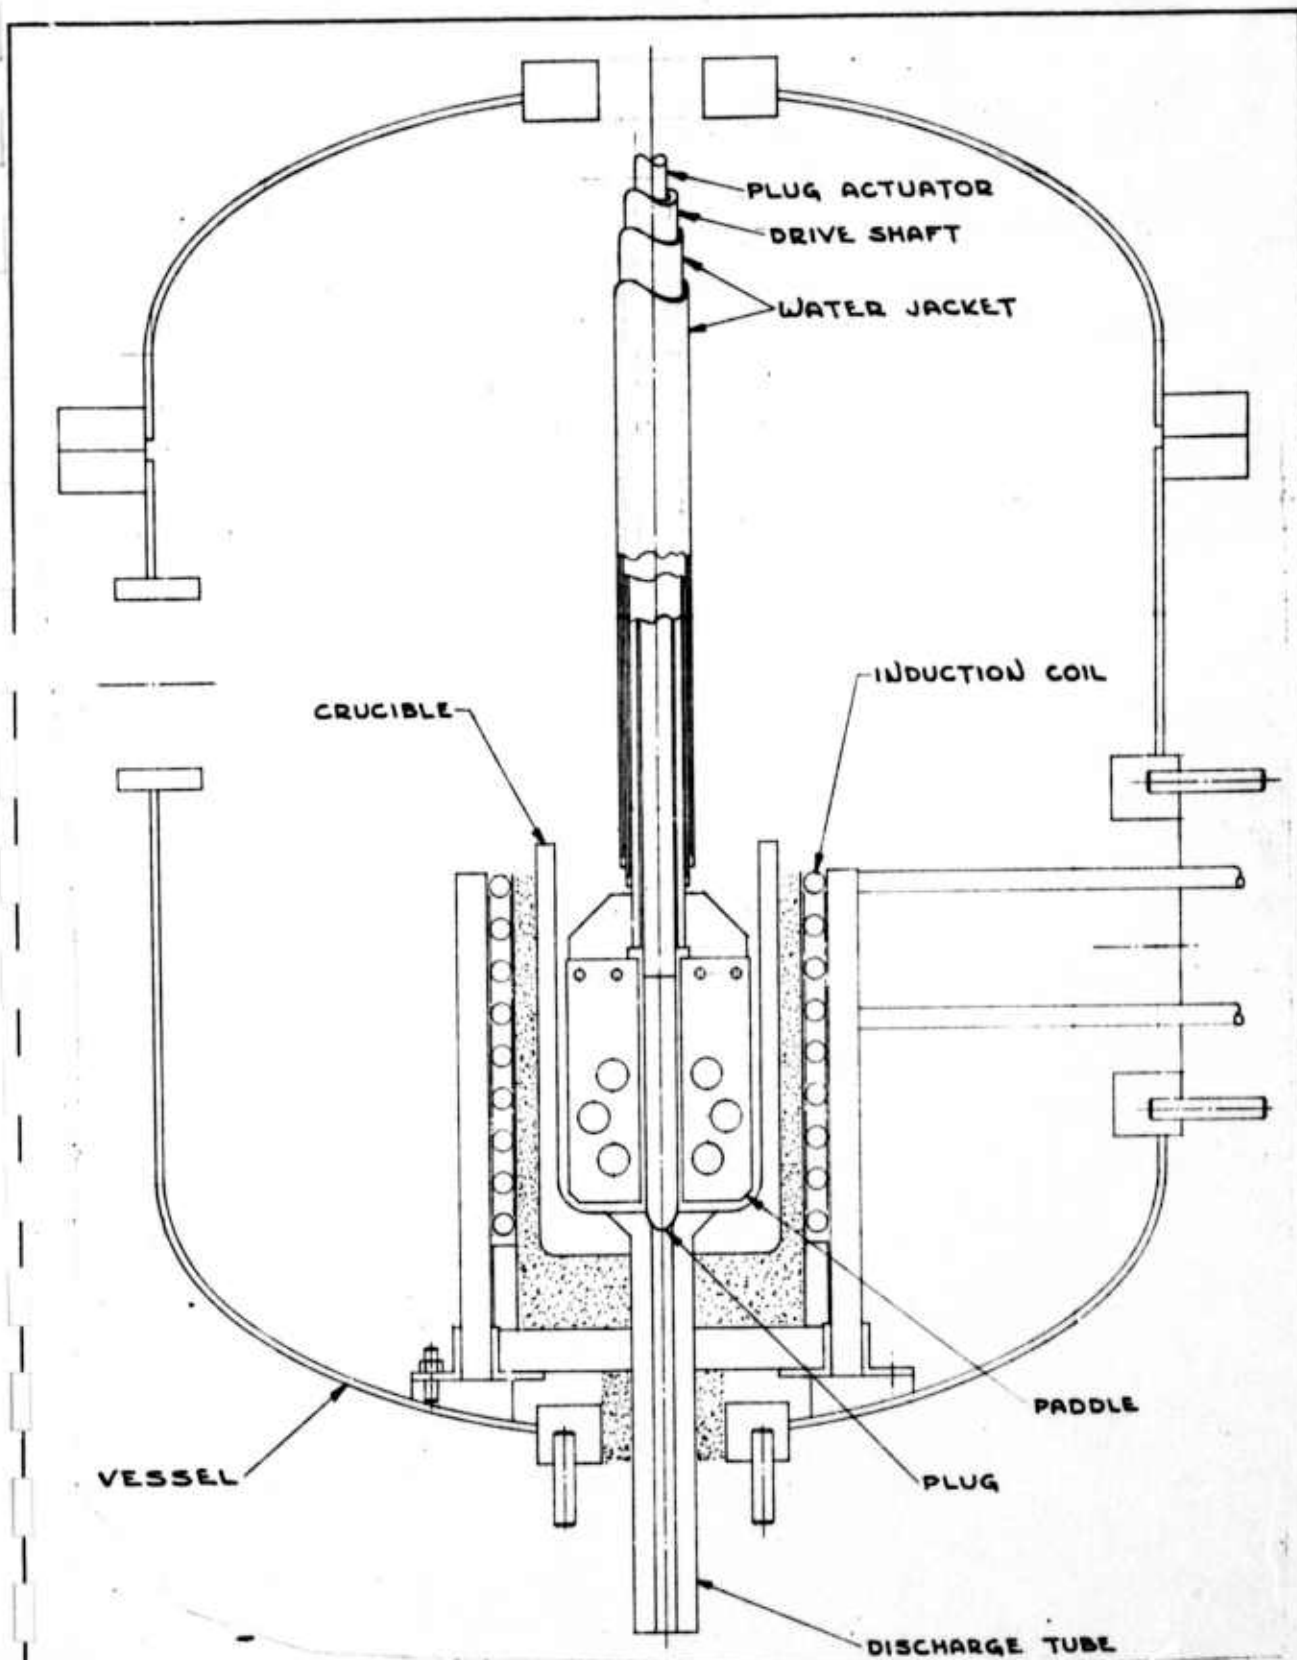 PLUG ACTUATOR
DRIVE SHAFT
WATER JACKET
INDUCTION COIL
CRUCIBLE
PADDLE
VESSEL
PLUG
DISCHARGE TUBE